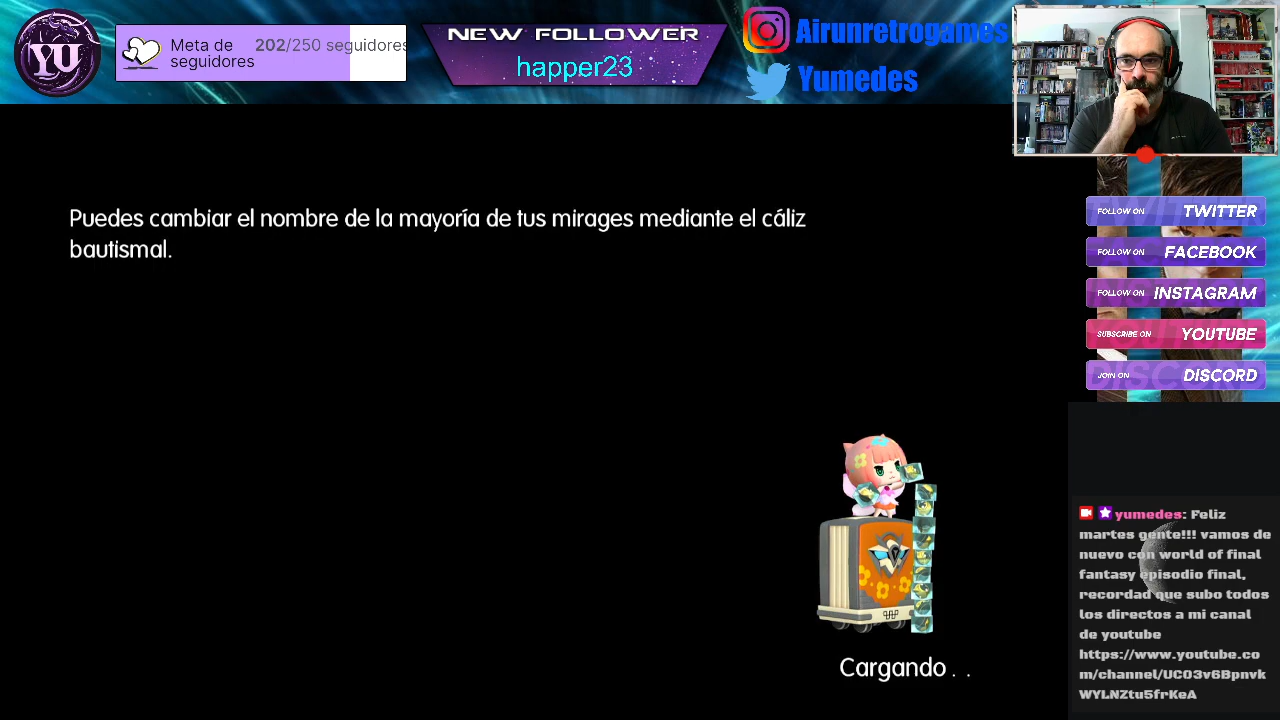 YU
Meta de seguidores
202/250 seguidores
NEW FOLLOWER
happer23
Airunretrogames
Yumedes
Puedes cambiar el nombre de la mayoría de tus mirages mediante el cáliz
bautismal.
FOLLOW ON TWITTER
FOLLOW ON FACEBOOK
FOLLOW ON INSTAGRAM
SUBSCRIBE ON YOUTUBE
JOIN ON DISCORD
yumedes: Feliz
martes gente!!! vamos de
nuevo con world of final
fantasy episodio final,
recordad que subo todos
los directos a mi canal
de youtube
https://www.youtube.co
m/channel/UC03v6Bpnvk
WYLNZtu5frKeA
Cargando . .